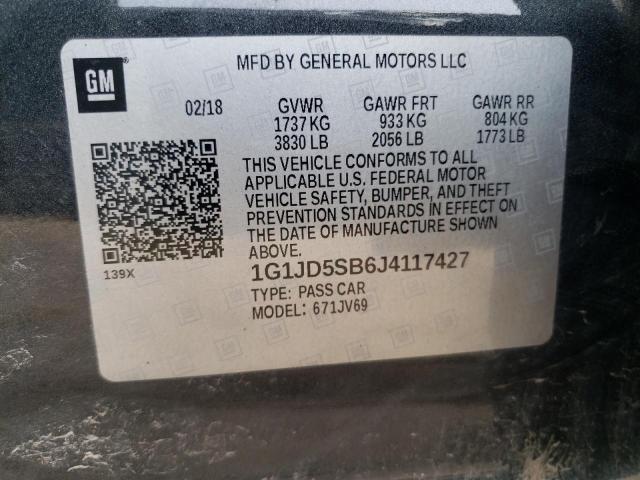 GM
MFD BY GENERAL MOTORS LLC
02/18 GVWR GAWR FRT GAWR RR
1737 KG 933 KG 804 KG
3830 LB 2056 LB 1773 LB
THIS VEHICLE CONFORMS TO ALL
APPLICABLE U.S. FEDERAL MOTOR
VEHICLE SAFETY, BUMPER, AND THEFT
PREVENTION STANDARDS IN EFFECT ON
THE DATE OF MANUFACTURE SHOWN
ABOVE.
139X
1G1JD5SB6J4117427
TYPE: PASS CAR
MODEL: 671JV69